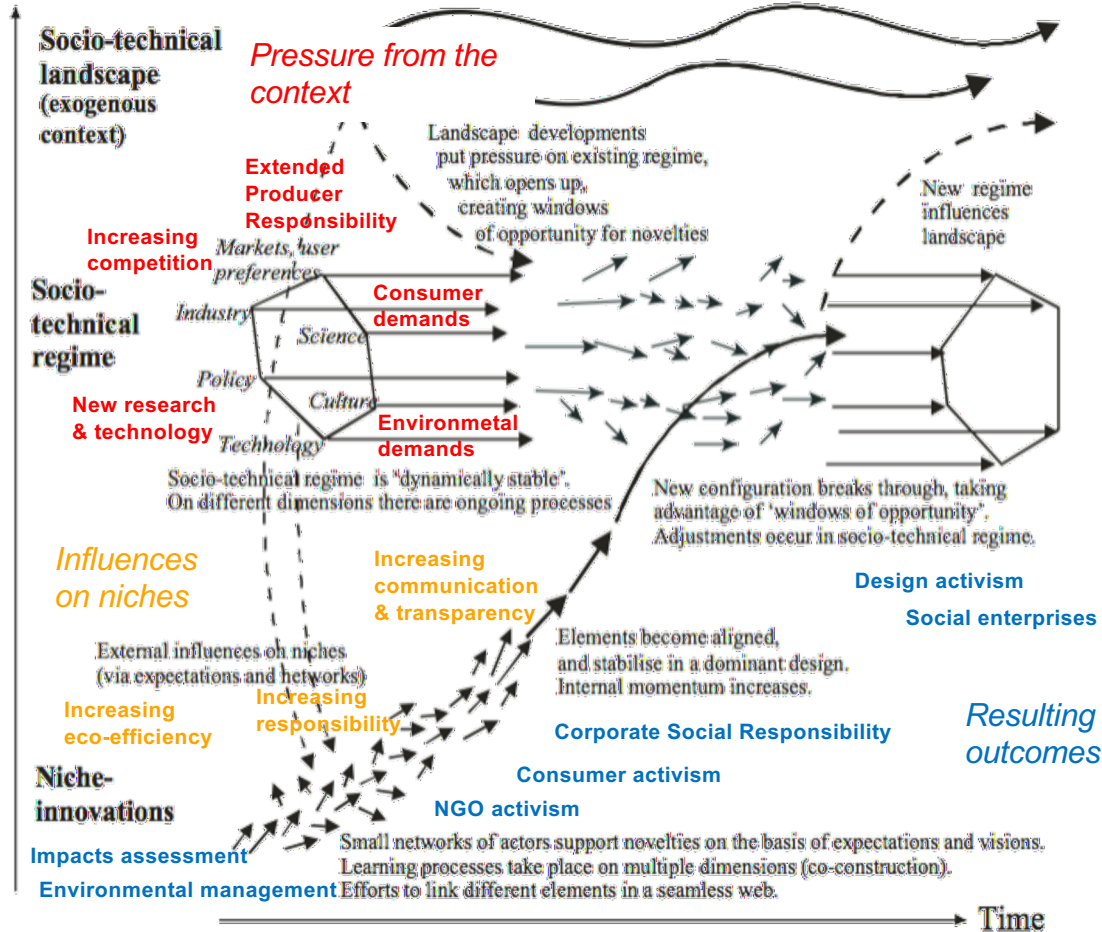 Socio-technical
landscape
(exogenous
context)
Pressure from the
context
Landscape developments
put pressure on existing regime,
which opens up,
creating windows
of opportunity for novelties
New regime
influences
landscape
Extended
Producer
Responsibility
Increasing
competition
Markets, user
preferences
Socio-
technical
regime
Industry
Science
Policy
Culture
Technology
Consumer
demands
New research
& technology
Environmetal
demands
Socio-technical regime is "dynamically stable".
On different dimensions there are ongoing processes
New configuration breaks through, taking
advantage of 'windows of opportunity'.
Adjustments occur in socio-technical regime.
Influences
on niches
Increasing
communication
& transparency
Design activism
Social enterprises
External influences on niches
(via expectations and networks)
Elements become aligned,
and stabilise in a dominant design.
Internal momentum increases.
Increasing
eco-efficiency
Increasing
responsibility
Corporate Social Responsibility
Resulting
outcomes
Consumer activism
NGO activism
Niche-
innovations
Impacts assessment
Environmental management
Small networks of actors support novelties on the basis of expectations and visions.
Learning processes take place on multiple dimensions (co-construction).
Efforts to link different elements in a seamless web.
Time